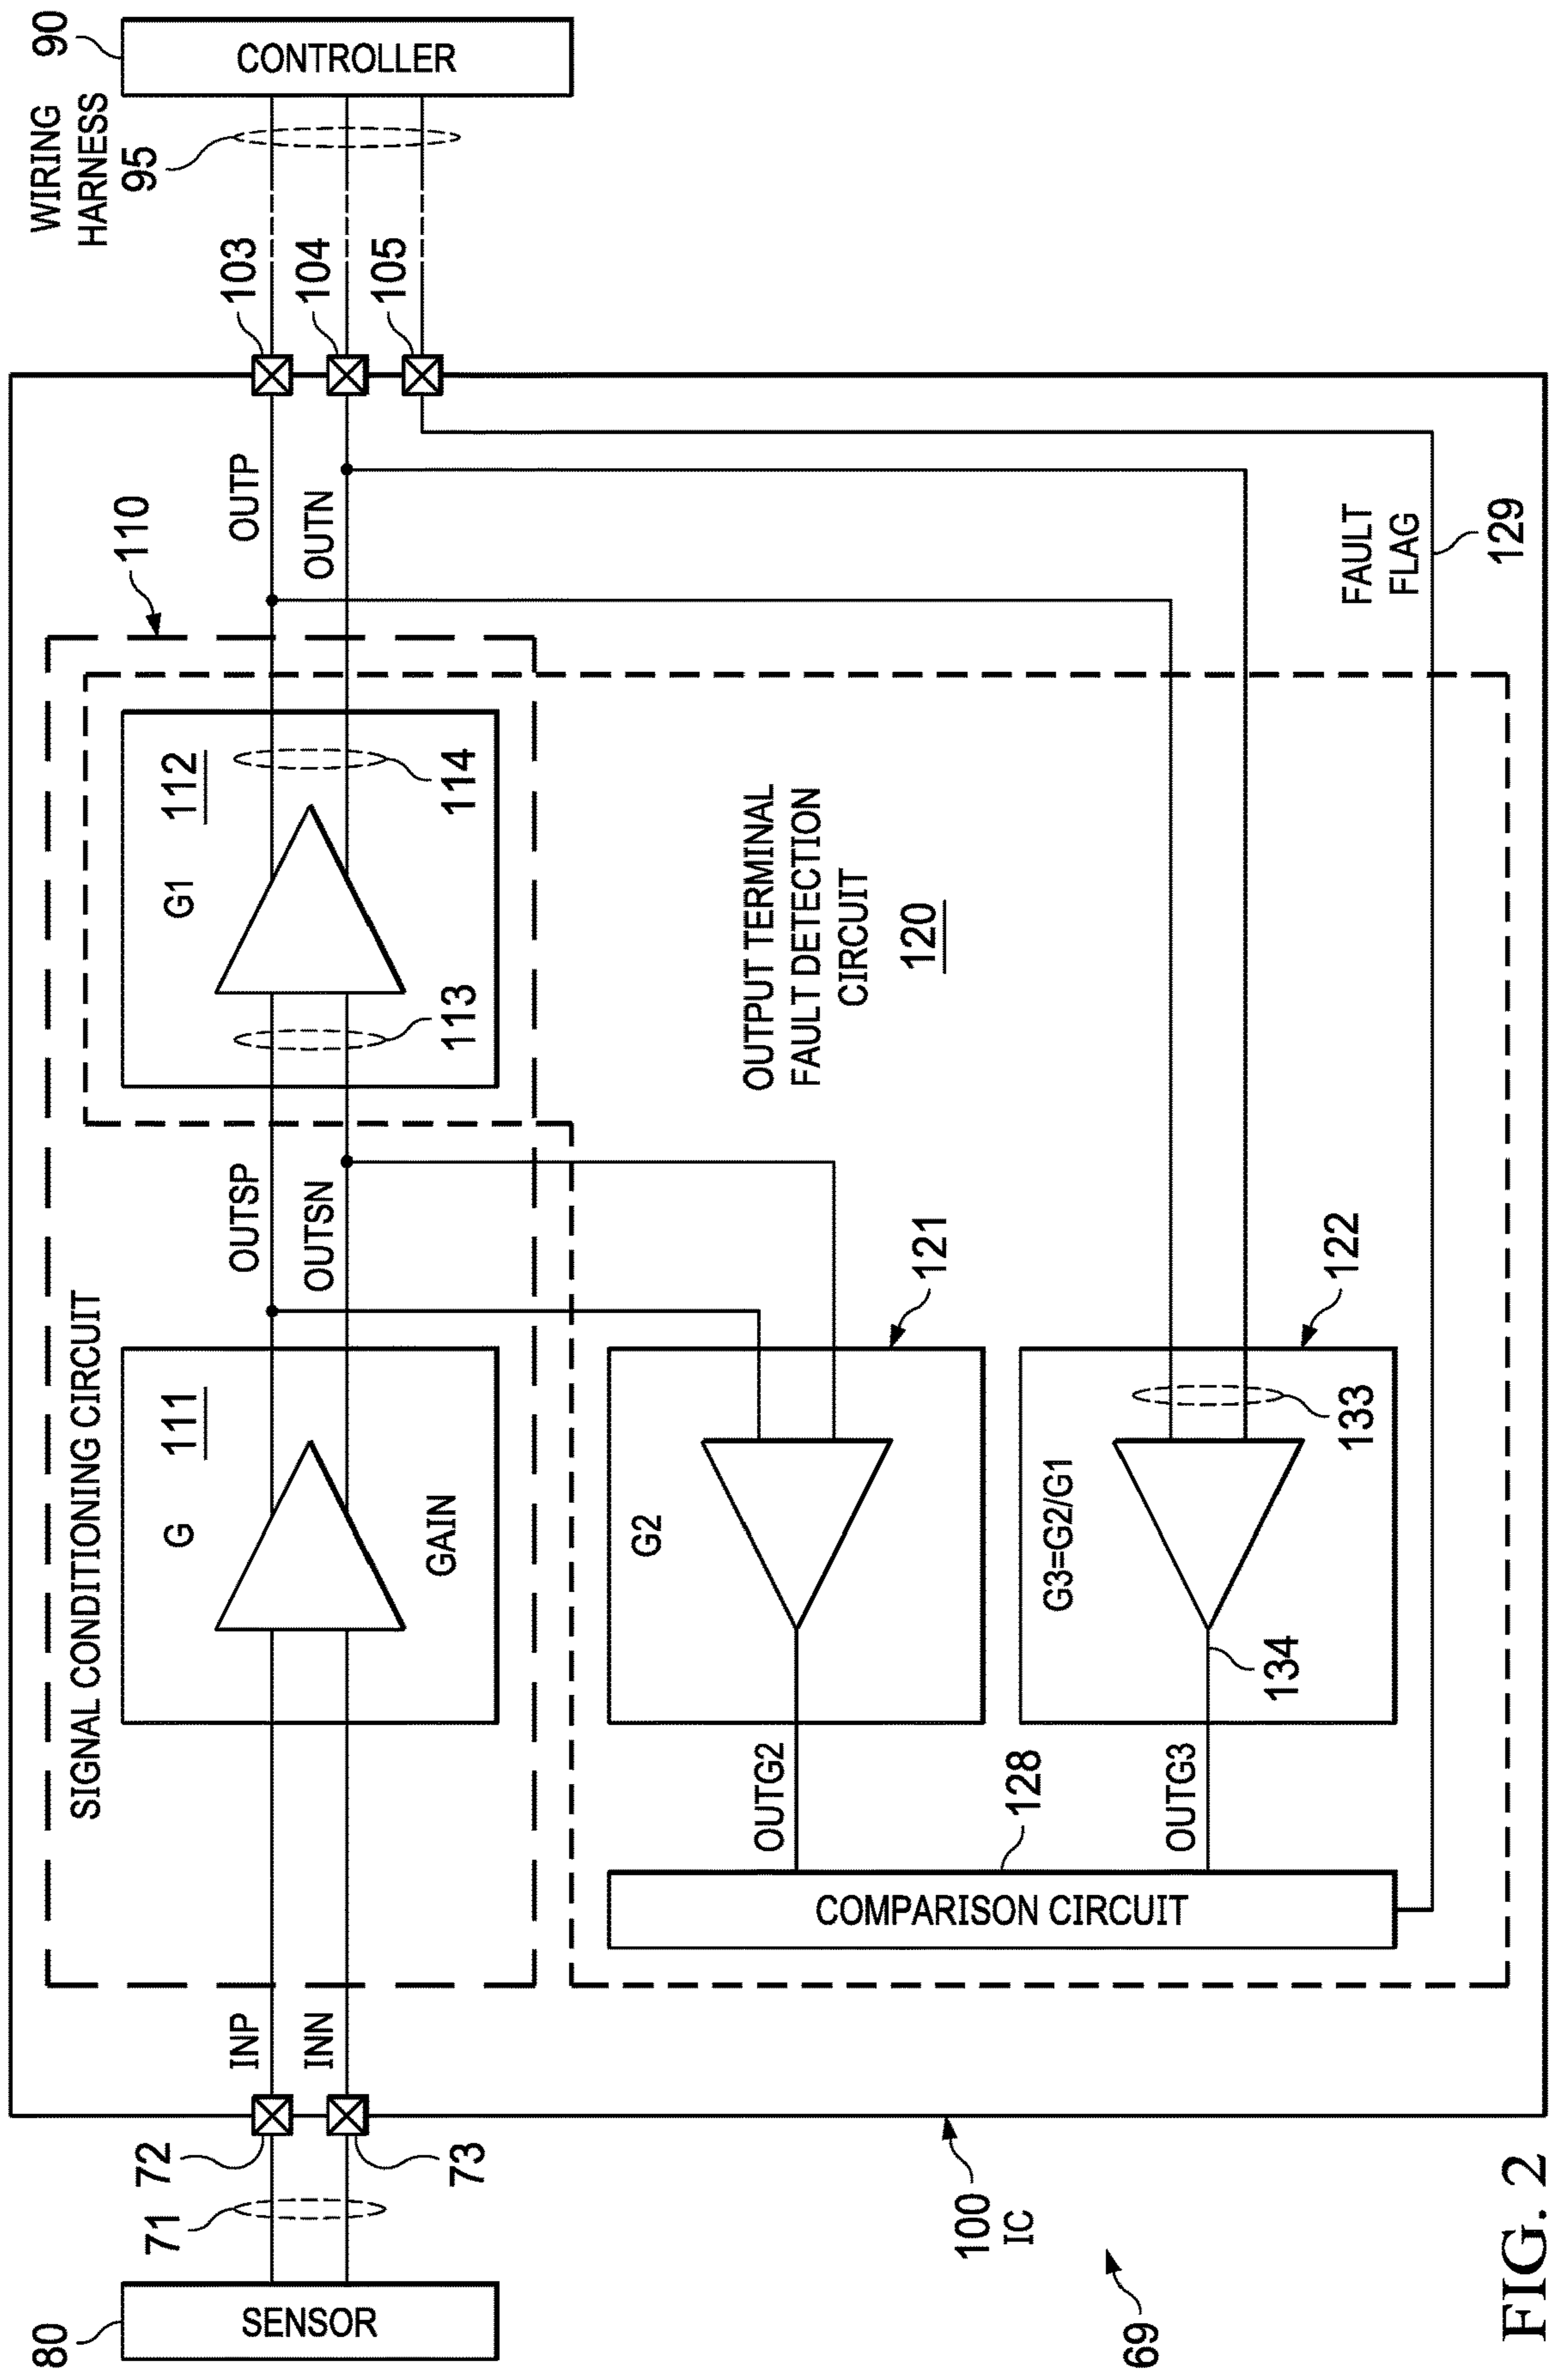 69
100
IC
80
SENSOR
71
72
73
INP
INN
SIGNAL CONDITIONING CIRCUIT
110
G
111
GAIN
OUTSP
OUTSN
G1
112
113
114
OUTP
OUTN
103
104
105
WIRING
HARNESS
95
90
CONTROLLER
OUTPUT TERMINAL
FAULT DETECTION
CIRCUIT
120
G2
121
OUTG2
G3=G2/G1
122
133
134
OUTG3
128
COMPARISON CIRCUIT
FAULT
FLAG
129
FIG. 2